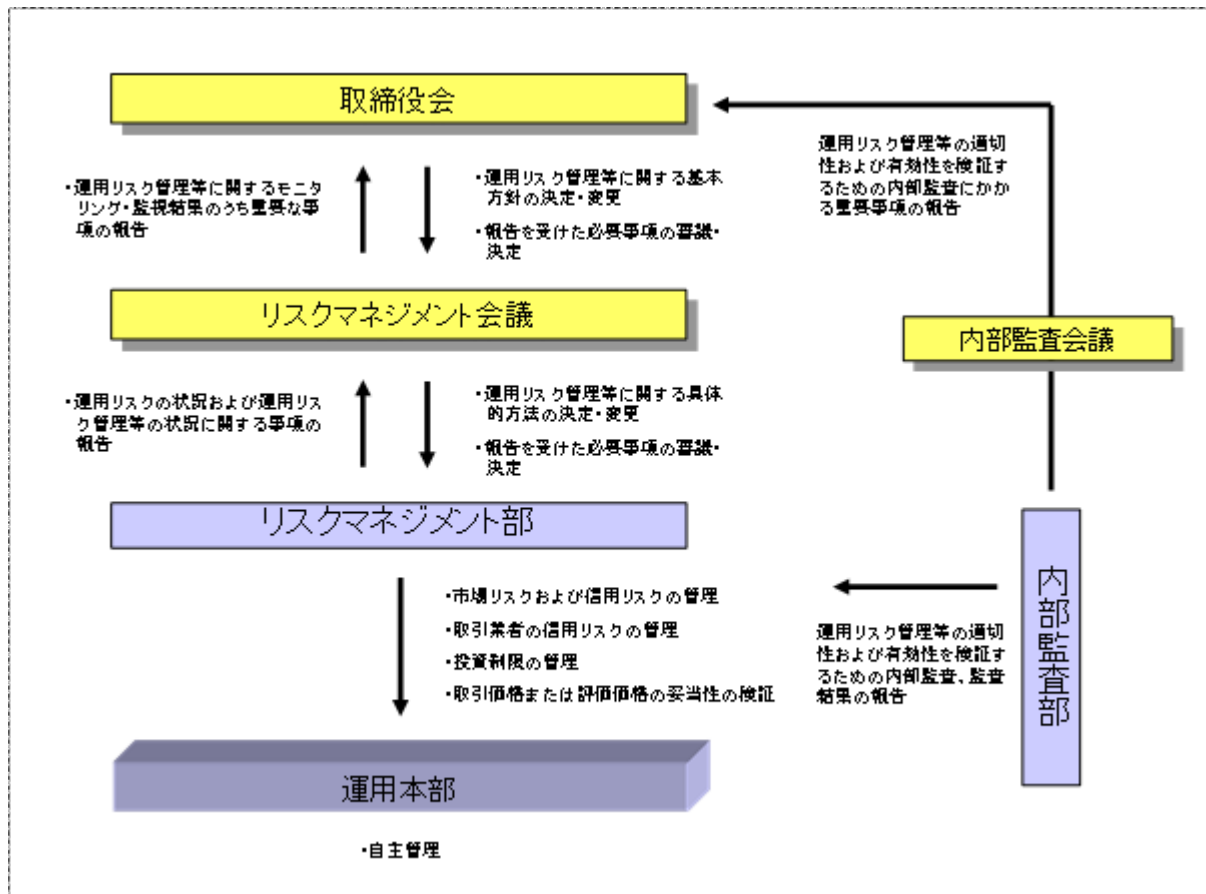 取締役会
・運用リスク管理等に関するモニ
タリング・監視結果のうち重要な事
項の報告
・運用リスク管理等に関する基本
方針の決定・変更
・報告を受けた必要事項の審議・
決定
運用リスク管理等の適切
性および有効性を検証す
るための内部監査にかか
る重要事項の報告
リスクマネジメント会議
内部監査会議
・運用リスクの状況および運用リス
ク管理等の状況に関する事項の
報告
・運用リスク管理等に関する具体
的方法の決定・変更
・報告を受けた必要事項の審議・
決定
リスクマネジメント部
内部監査部
・市場リスクおよび信用リスクの管理
・取引業者の信用リスクの管理
・投資制限の管理
・取引価格または評価価格の妥当性の検証
運用リスク管理等の適切
性および有効性を検証す
るための内部監査、監査
結果の報告
運用本部
・自主管理